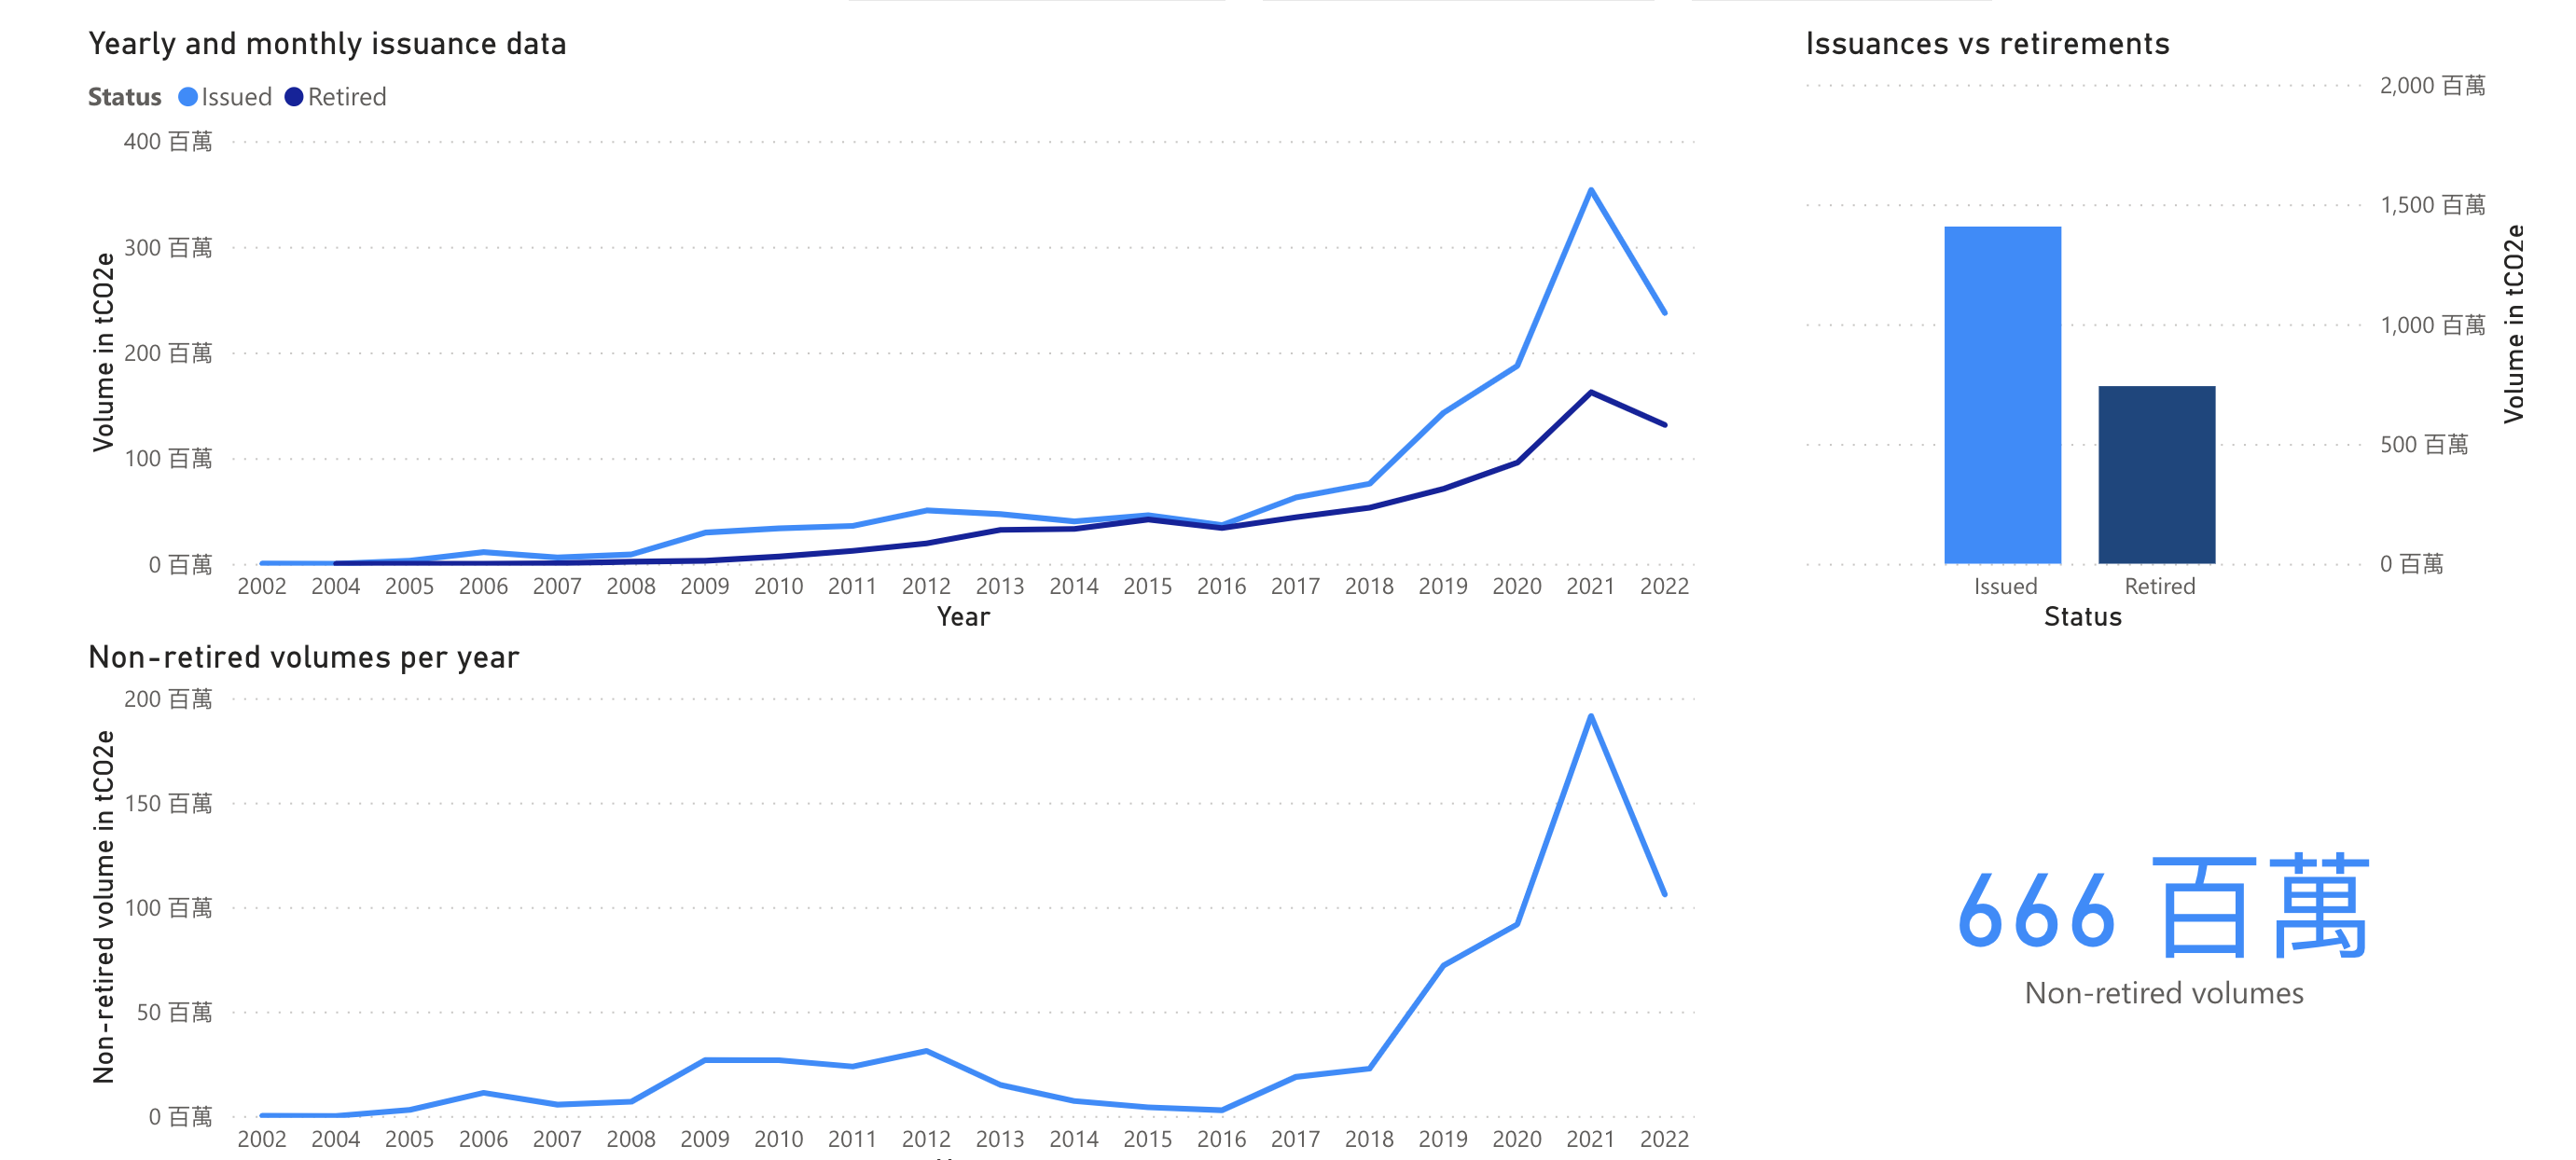 Yearly and monthly issuance data
Status Issued Retired
Volume in tCO2e
400 百萬
300 百萬
200 百萬
100 百萬
0 百萬
2002 2004 2005 2006 2007 2008 2009 2010 2011 2012 2013 2014 2015 2016 2017 2018 2019 2020 2021 2022
Year
Issuances vs retirements
2,000 百萬
1,500 百萬
1,000 百萬
500 百萬
0 百萬
Volume in tCO2e
Issued Retired
Status
Non-retired volumes per year
Non-retired volume in tCO2e
200 百萬
150 百萬
100 百萬
50 百萬
0 百萬
2002 2004 2005 2006 2007 2008 2009 2010 2011 2012 2013 2014 2015 2016 2017 2018 2019 2020 2021 2022
666 百萬
Non-retired volumes